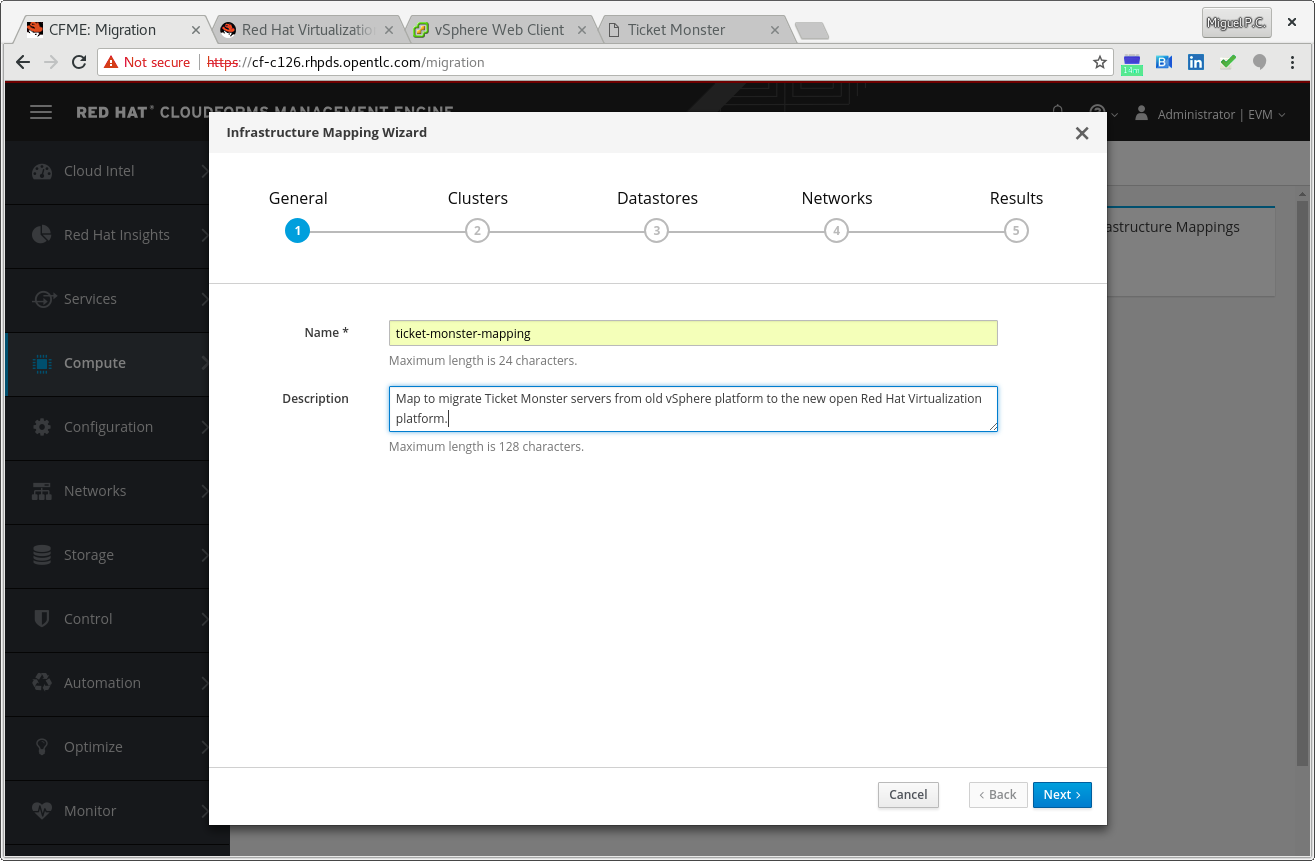 CFME: Migration
Red Hat Virtualizatio
vSphere Web Client
Ticket Monster
Miguel P.C.
Not secure
https://cf-c126.rhpds.opentlc.com/migration
RED HAT® CLOUDFORMS MANAGEMENT ENGINE
Administrator | EVM
Cloud Intel
Red Hat Insights
Services
Compute
Configuration
Networks
Storage
Control
Automation
Optimize
Monitor
Infrastructure Mapping Wizard
General
Clusters
Datastores
Networks
Results
1
2
3
4
5
astructure Mappings
Name *
ticket-monster-mapping
Maximum length is 24 characters.
Description
Map to migrate Ticket Monster servers from old vSphere platform to the new open Red Hat Virtualization
platform.
Maximum length is 128 characters.
Cancel
‹ Back
Next ›